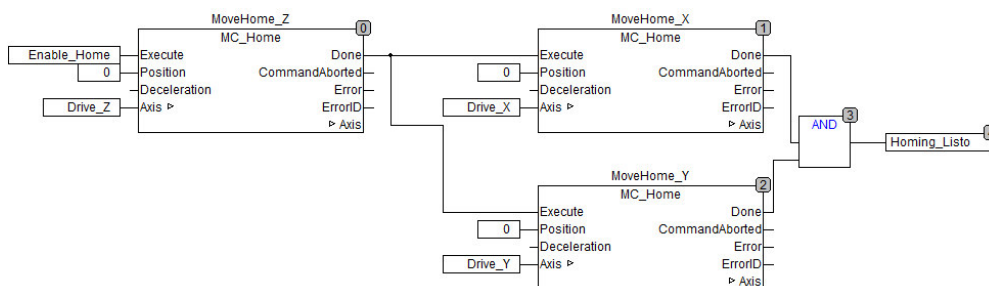 MoveHome_Z
0
MC_Home
Enable_Home
Execute
Done
0
Position
CommandAborted
Deceleration
Error
Drive_Z
Axis
ErrorID
Axis
MoveHome_X
1
MC_Home
Execute
Done
0
Position
CommandAborted
Deceleration
Error
Drive_X
Axis
ErrorID
Axis
MoveHome_Y
2
MC_Home
Execute
Done
0
Position
CommandAborted
Deceleration
Error
Drive_Y
Axis
ErrorID
Axis
3
AND
Homing_Listo